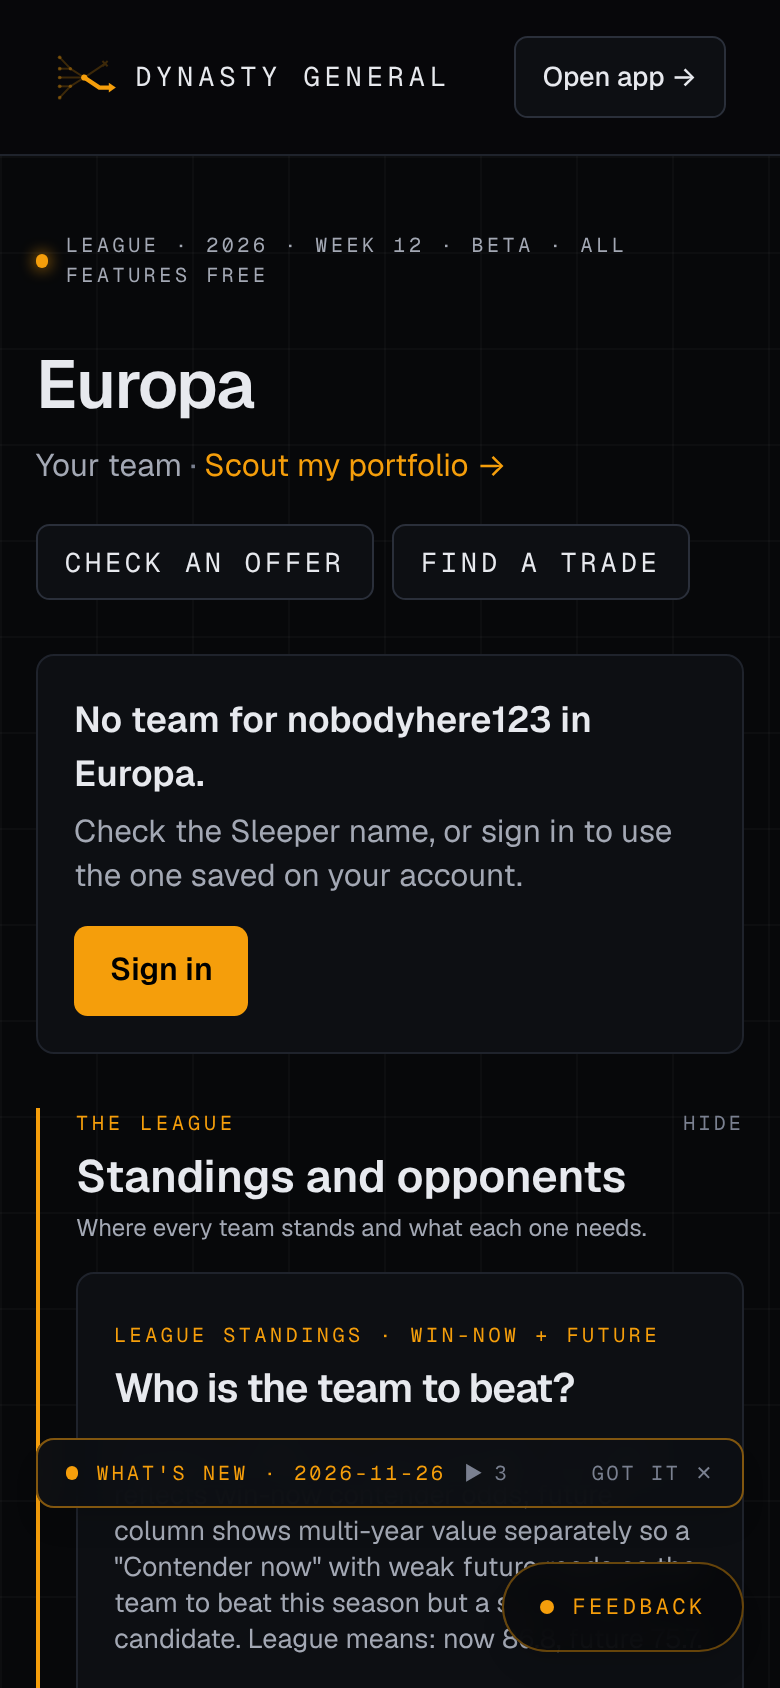 DYNASTY GENERAL
Open app →
LEAGUE · 2026 · WEEK 12 · BETA · ALL
FEATURES FREE
Europa
Your team · Scout my portfolio →
CHECK AN OFFER
FIND A TRADE
No team for nobodyhere123 in
Europa.
Check the Sleeper name, or sign in to use
the one saved on your account.
Sign in
THE LEAGUE
HIDE
Standings and opponents
Where every team stands and what each one needs.
LEAGUE STANDINGS · WIN-NOW + FUTURE
Who is the team to beat?
WHAT'S NEW · 2026-11-26 ▶ 3
GOT IT ×
column shows multi-year value separately so a
"Contender now" with weak future reads as the
team to beat this season but a
candidate. League means: now
FEEDBACK